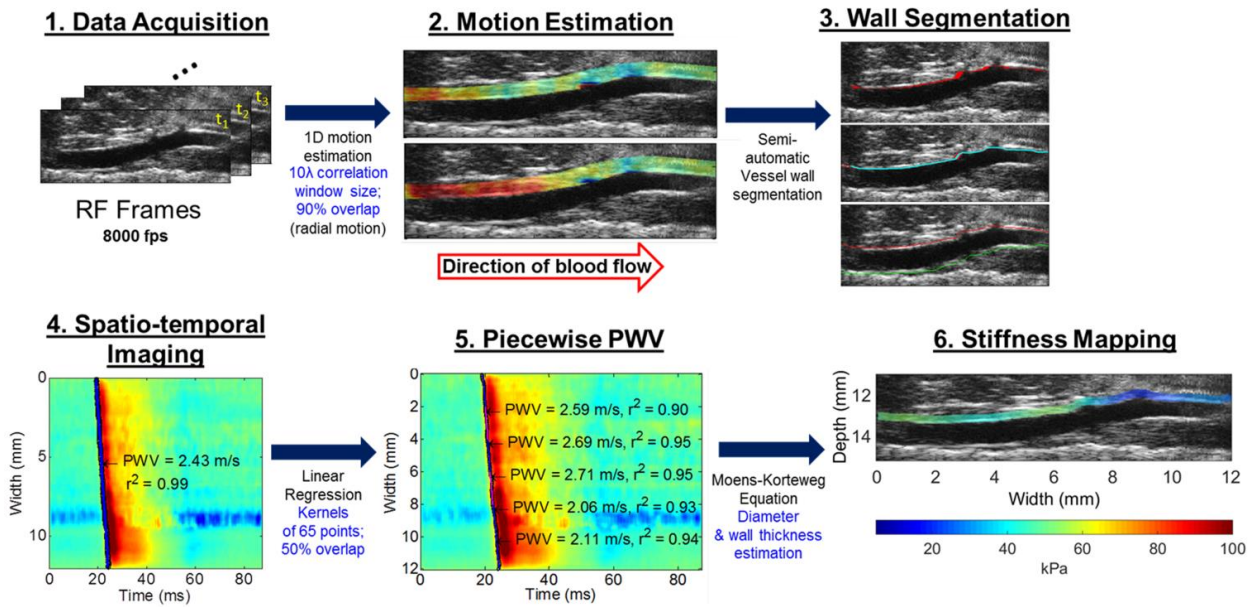 1. Data Acquisition
t1
t2
t3
RF Frames
8000 fps
1D motion
estimation
10λ correlation
window size;
90% overlap
(radial motion)
2. Motion Estimation
Direction of blood flow
Semi-
automatic
Vessel wall
segmentation
3. Wall Segmentation
4. Spatio-temporal
Imaging
0
5
10
Width (mm)
PWV = 2.43 m/s
r² = 0.99
0 20 40 60 80
Time (ms)
Linear
Regression
Kernels
of 65 points;
50% overlap
5. Piecewise PWV
0
2
4
6
8
10
12
Width (mm)
PWV = 2.59 m/s, r² = 0.90
PWV = 2.69 m/s, r² = 0.95
PWV = 2.71 m/s, r² = 0.95
PWV = 2.06 m/s, r² = 0.93
PWV = 2.11 m/s, r² = 0.94
0 20 40 60 80
Time (ms)
Moens-Korteweg
Equation
Diameter
& wall thickness
estimation
6. Stiffness Mapping
Depth (mm)
12
14
0 2 4 6 8 10 12
Width (mm)
20 40 60 80 100
kPa